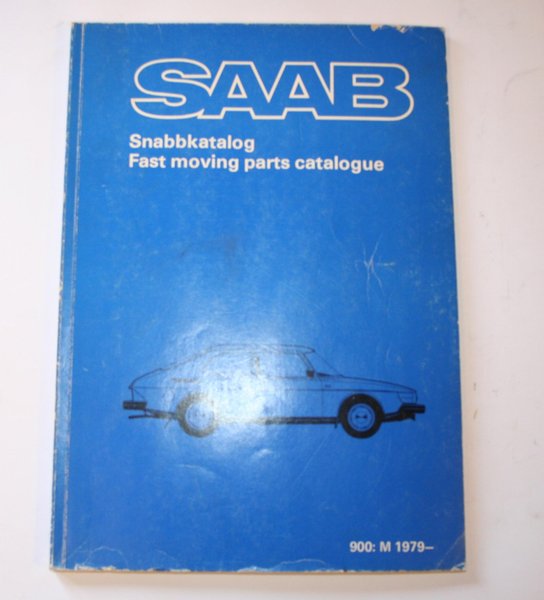 SAAB
Snabbkatalog
Fast moving parts catalogue
900: M 1979–